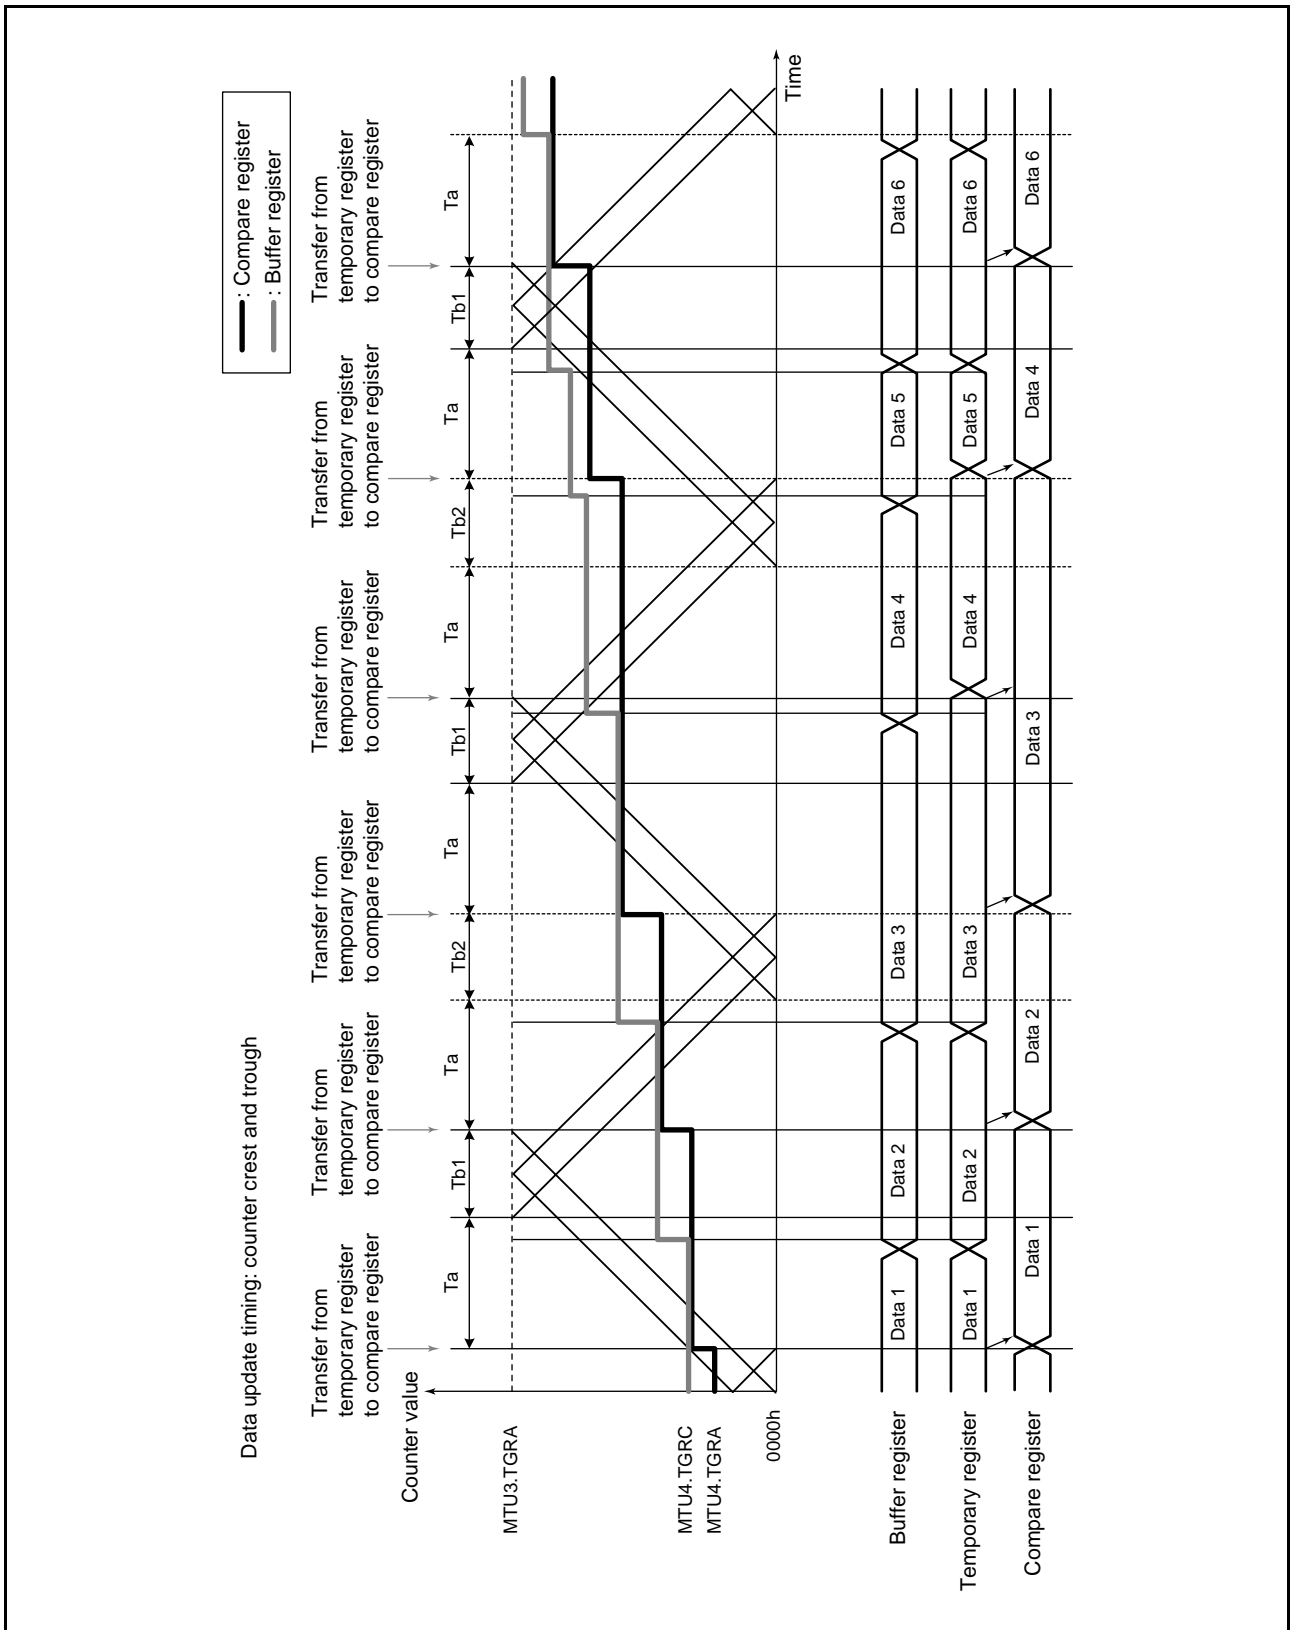 Data update timing: counter crest and trough
: Compare register
: Buffer register
Transfer from
temporary register
to compare register
Transfer from
temporary register
to compare register
Transfer from
temporary register
to compare register
Transfer from
temporary register
to compare register
Transfer from
temporary register
to compare register
Transfer from
temporary register
to compare register
Transfer from
temporary register
to compare register
Counter value
Ta
Tb1
Ta
Tb2
Ta
Tb1
Ta
Tb2
Ta
Tb1
Ta
MTU3.TGRA
MTU4.TGRC
MTU4.TGRA
0000h
Time
Buffer register
Data 1
Data 2
Data 3
Data 4
Data 5
Data 6
Temporary register
Data 1
Data 2
Data 3
Data 4
Data 5
Data 6
Compare register
Data 1
Data 2
Data 3
Data 4
Data 6